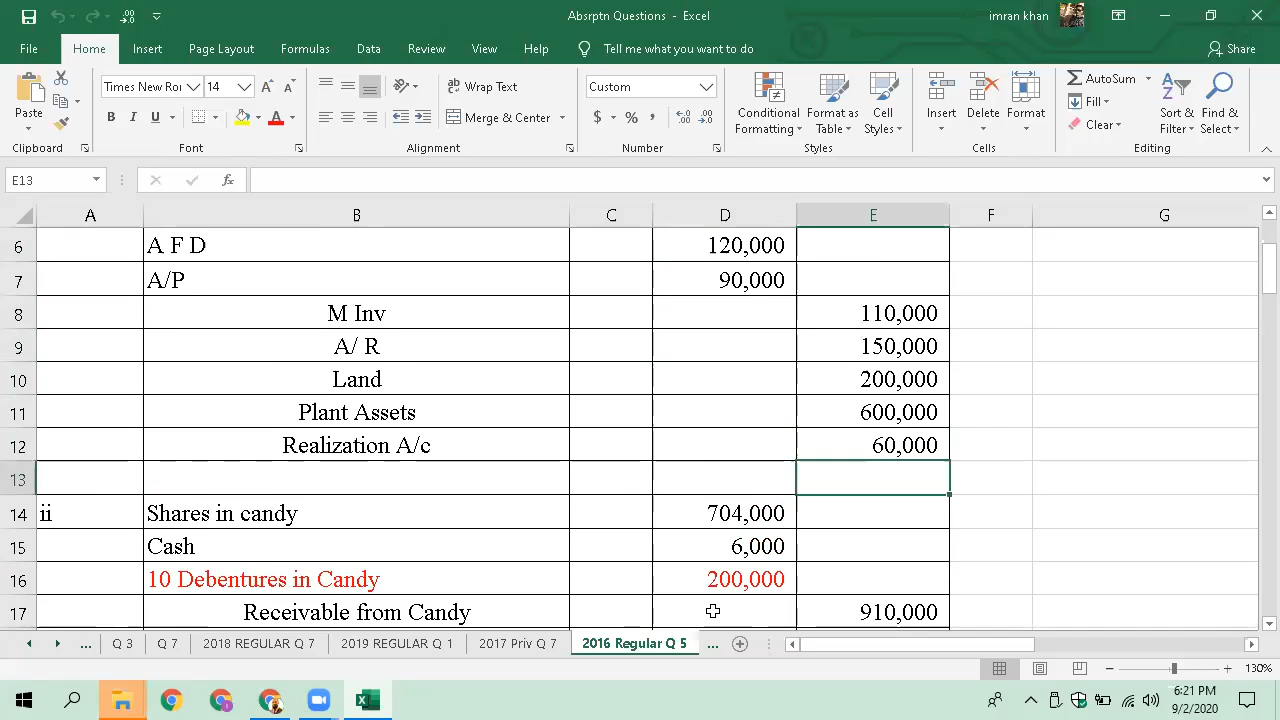 Absrptn Questions - Excel
imran khan
File Home Insert Page Layout Formulas Data Review View Help Tell me what you want to do Share
Times New Ror 14
Custom
Paste
Wrap Text
Merge & Center
Conditional Formatting
Format as Table
Cell Styles
Insert Delete Format
AutoSum
Fill
Clear
Sort & Filter
Find & Select
Clipboard Font Alignment Number Styles Cells Editing
E13
fx
A B C D E F G
6 A F D 120,000
7 A/P 90,000
8 M Inv 110,000
9 A/ R 150,000
10 Land 200,000
11 Plant Assets 600,000
12 Realization A/c 60,000
13
14 ii Shares in candy 704,000
15 Cash 6,000
16 10 Debentures in Candy 200,000
17 Receivable from Candy 910,000
... Q 3 Q 7 2018 REGULAR Q 7 2019 REGULAR Q 1 2017 Priv Q 7 2016 Regular Q 5 ...
130%
6:21 PM
9/2/2020